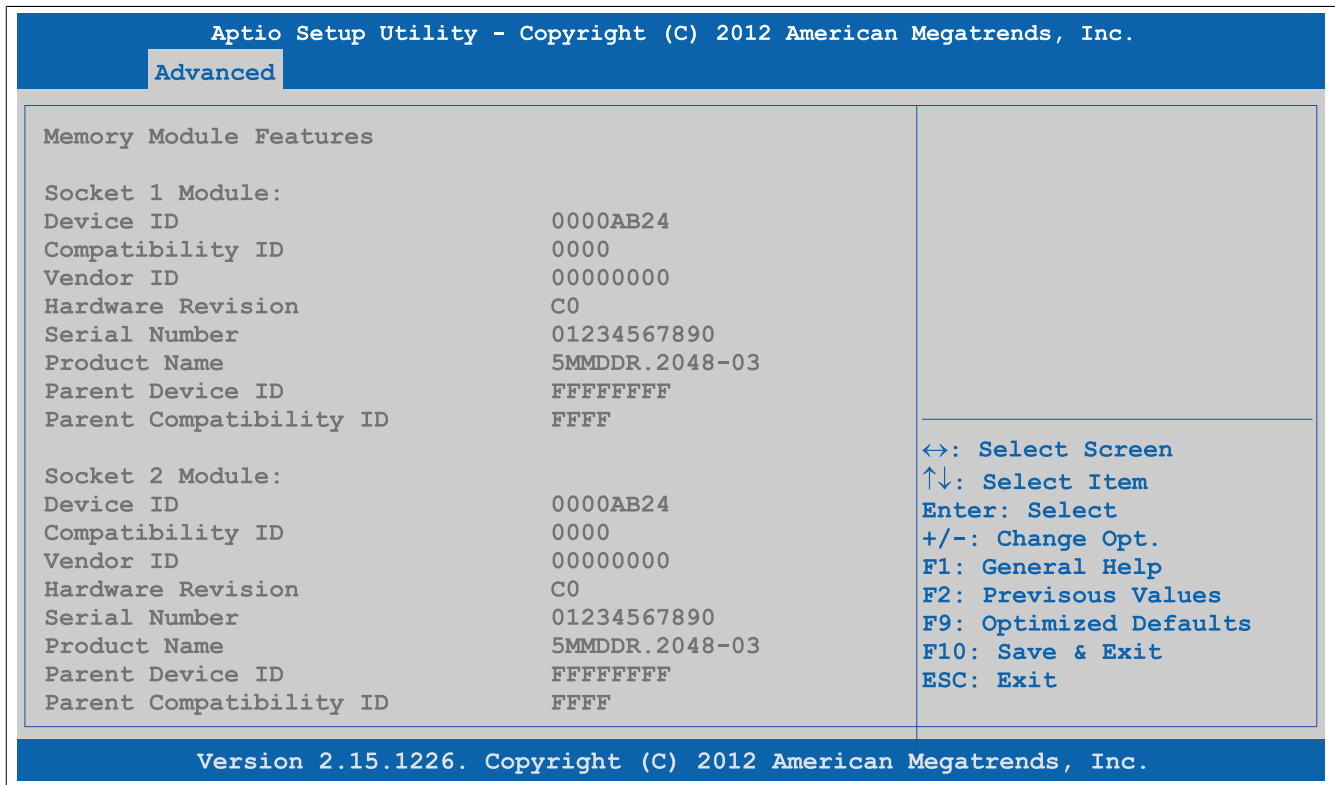 Aptio Setup Utility - Copyright (C) 2012 American Megatrends, Inc.
Advanced
Memory Module Features
Socket 1 Module:
Device ID 0000AB24
Compatibility ID 0000
Vendor ID 00000000
Hardware Revision C0
Serial Number 01234567890
Product Name 5MMDDR.2048-03
Parent Device ID FFFFFFFF
Parent Compatibility ID FFFF
Socket 2 Module:
Device ID 0000AB24
Compatibility ID 0000
Vendor ID 00000000
Hardware Revision C0
Serial Number 01234567890
Product Name 5MMDDR.2048-03
Parent Device ID FFFFFFFF
Parent Compatibility ID FFFF
↔: Select Screen
↑↓: Select Item
Enter: Select
+/-: Change Opt.
F1: General Help
F2: Previsous Values
F9: Optimized Defaults
F10: Save & Exit
ESC: Exit
Version 2.15.1226. Copyright (C) 2012 American Megatrends, Inc.